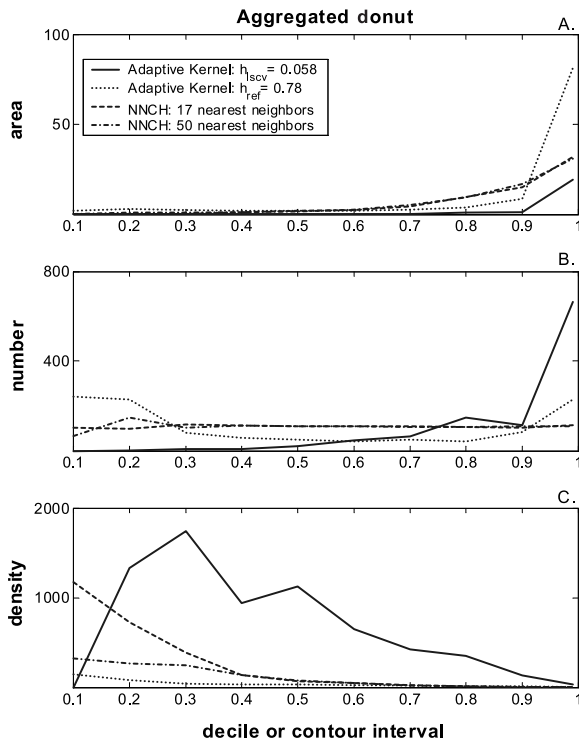 Aggregated donut
A.
100
50
0
area
Adaptive Kernel: h_lscv = 0.058
Adaptive Kernel: h_ref = 0.78
NNCH: 17 nearest neighbors
NNCH: 50 nearest neighbors
0.1 0.2 0.3 0.4 0.5 0.6 0.7 0.8 0.9 1
B.
800
400
0
number
0.1 0.2 0.3 0.4 0.5 0.6 0.7 0.8 0.9 1
C.
2000
1000
0
density
0.1 0.2 0.3 0.4 0.5 0.6 0.7 0.8 0.9 1
decile or contour interval